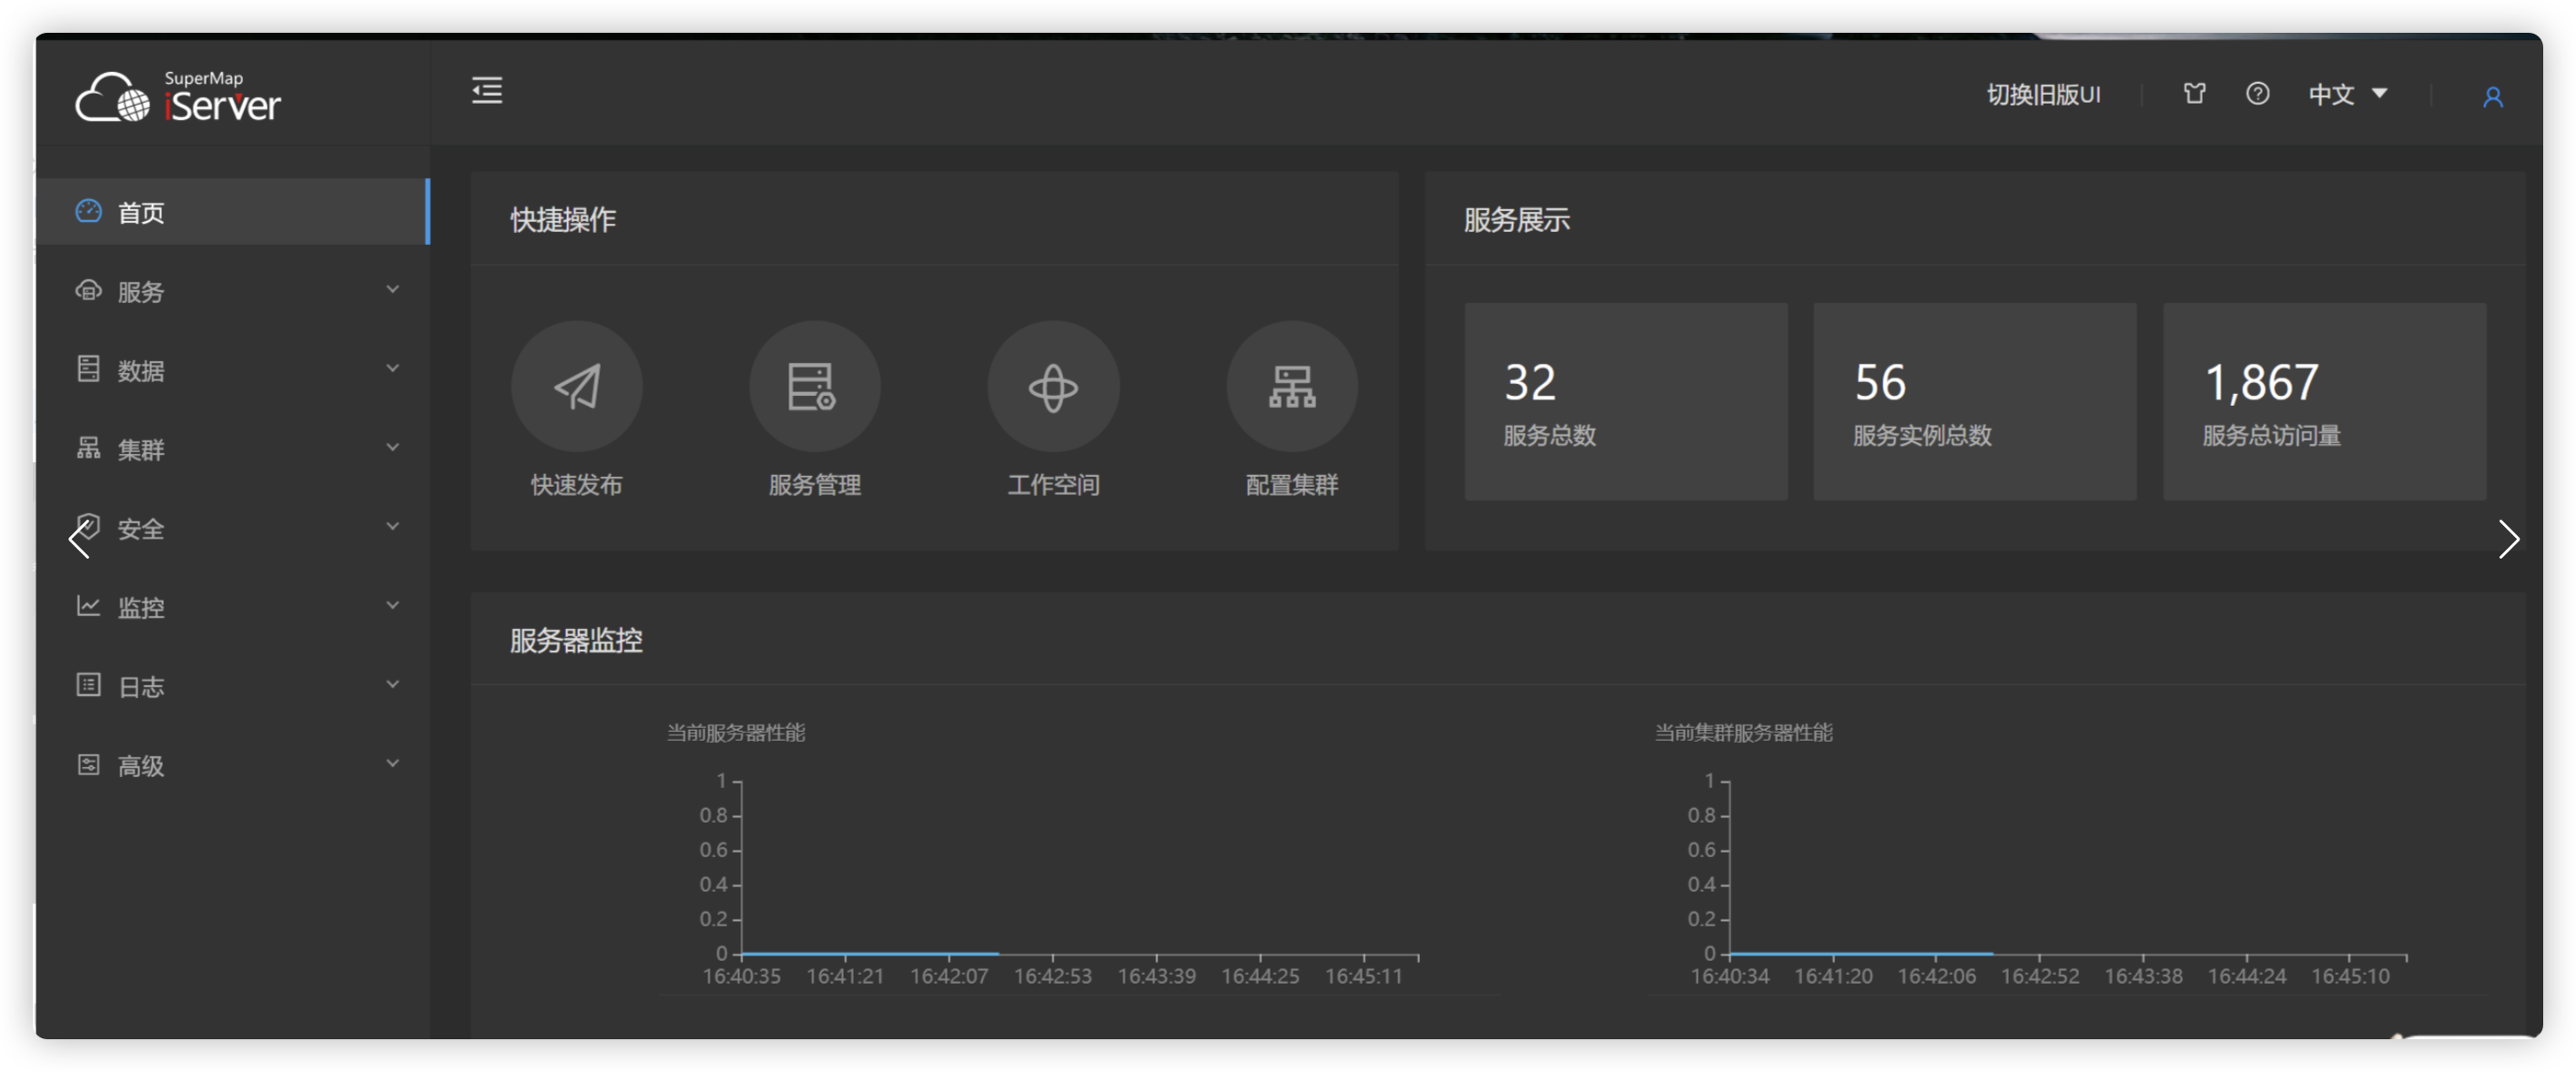 SuperMap
iServer
切换旧版UI
中文
首页
服务
数据
集群
安全
监控
日志
高级
快捷操作
快速发布
服务管理
工作空间
配置集群
服务展示
32
服务总数
56
服务实例总数
1,867
服务总访问量
服务器监控
当前服务器性能
1
0.8
0.6
0.4
0.2
0
16:40:35 16:41:21 16:42:07 16:42:53 16:43:39 16:44:25 16:45:11
当前集群服务器性能
1
0.8
0.6
0.4
0.2
0
16:40:34 16:41:20 16:42:06 16:42:52 16:43:38 16:44:24 16:45:10